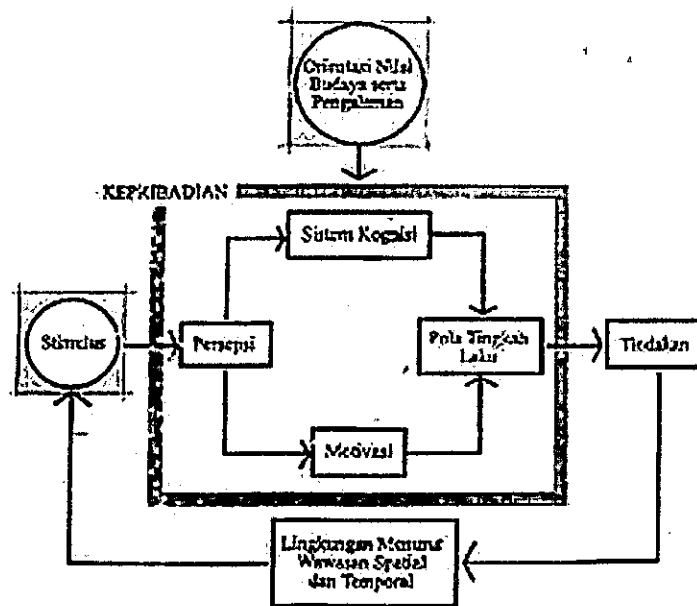 Orientasi Nilai
Budaya serta
Pengalaman
KEPRIBADIAN
Sistem Kognisi
Stimulus
Persepsi
Pola Tingkah
Laku
Tindakan
Motivasi
Lingkungan Menurut
Wawasan Spatial
dan Temporal